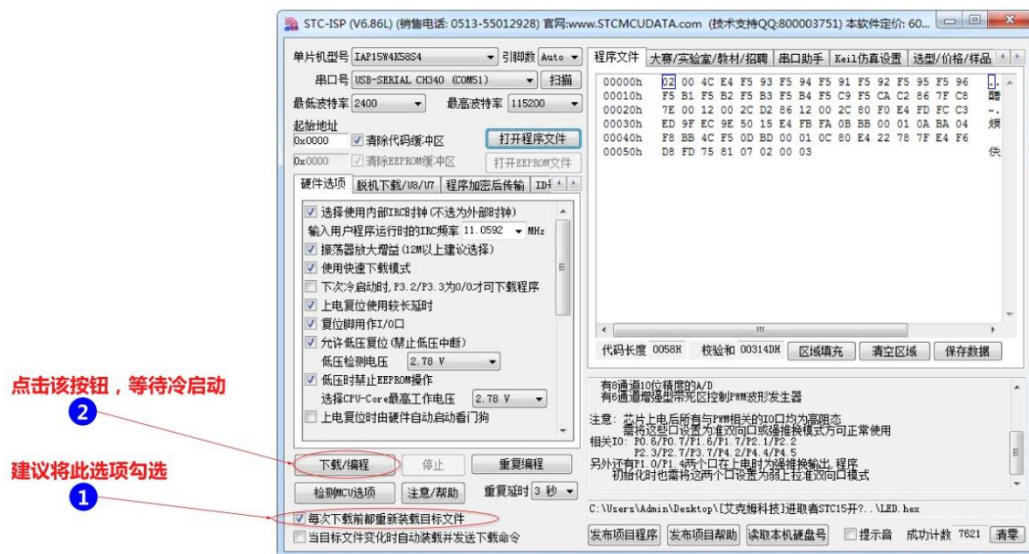 STC-ISP (V6.86L) (销售电话: 0513-55012928) 官网:www.STCMCUDATA.com (技术支持QQ:800003751) 本软件定价: 60...
单片机型号 IAP15W4K58S4 引脚数 Auto
串口号 USB-SERIAL CH340 (COM51) 扫描
最低波特率 2400 最高波特率 115200
起始地址
0x0000 清除代码缓冲区 打开程序文件
0x0000 清除EEPROM缓冲区 打开EEPROM文件
硬件选项 脱机下载/U8/U7 程序加密后传输
选择使用内部IRC时钟(不选为外部时钟)
输入用户程序运行时的IRC频率 11.0592 MHz
振荡器放大增益(12M以上建议选择)
使用快速下载模式
下次冷启动时,P3.2/P3.3为0/0才可下载程序
上电复位使用较长延时
复位脚用作I/O口
允许低压复位(禁止低压中断)
低压检测电压 2.78 V
低压时禁止EEPROM操作
选择CPU-Core最高工作电压 2.78 V
上电复位时由硬件自动启动看门狗
点击该按钮，等待冷启动
2
建议将此选项勾选
1
下载/编程 停止 重复编程
检测MCU选项 注意/帮助 重复延时 3 秒
每次下载前都重新装载目标文件
当目标文件变化时自动装载并发送下载命令
程序文件 大赛/实验室/教材/招聘 串口助手 Keil仿真设置 选型/价格/样品
00000h 02 00 4C E4 F5 93 F5 94 F5 91 F5 92 F5 95 F5 96
00010h F5 B1 F5 B2 F5 B3 F5 B4 F5 C9 F5 CA C2 86 7F C8
00020h 7E 00 12 00 2C D2 86 12 00 2C 80 F0 E4 FD FC C3
00030h ED 9F EC 9E 50 15 E4 FB FA 0B BB 00 01 0A BA 04
00040h F8 BB 4C F5 0D BD 00 01 0C 80 E4 22 78 7F E4 F6
00050h D8 FD 75 81 07 02 00 03
代码长度 0058H 校验和 00314DH 区域填充 清空区域 保存数据
有8通道10位精度的A/D
有6通道增强型带死区控制PWM波形发生器
注意: 芯片上电后所有与PWM相关的IO口均为高阻态
需将这些口设置为准双向口或强推挽模式方可正常使用
相关IO: P0.6/P0.7/P1.6/P1.7/P2.1/P2.2
P2.3/P2.7/P3.7/P4.2/P4.4/P4.5
另外还有P1.0/P1.4两个口在上电时为强推挽输出,程序
初始化时也需将这两个口设置为弱上拉准双向口模式
C:\Users\Admin\Desktop\[艾克姆科技]进取者STC15开?..\LED.hex
发布项目程序 发布项目帮助 读取本机硬盘号 提示音 成功计数 7621 清零